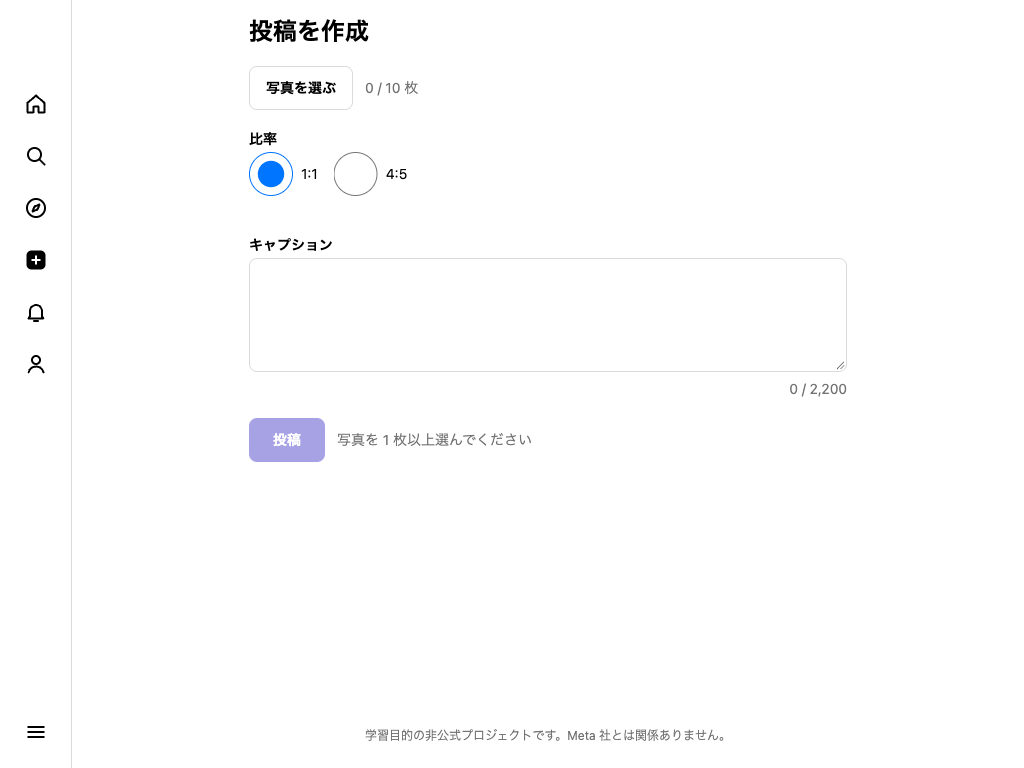 投稿を作成
写真を選ぶ 0 / 10 枚
比率
1:1 4:5
キャプション
0 / 2,200
投稿 写真を 1 枚以上選んでください
学習目的の非公式プロジェクトです。Meta 社とは関係ありません。